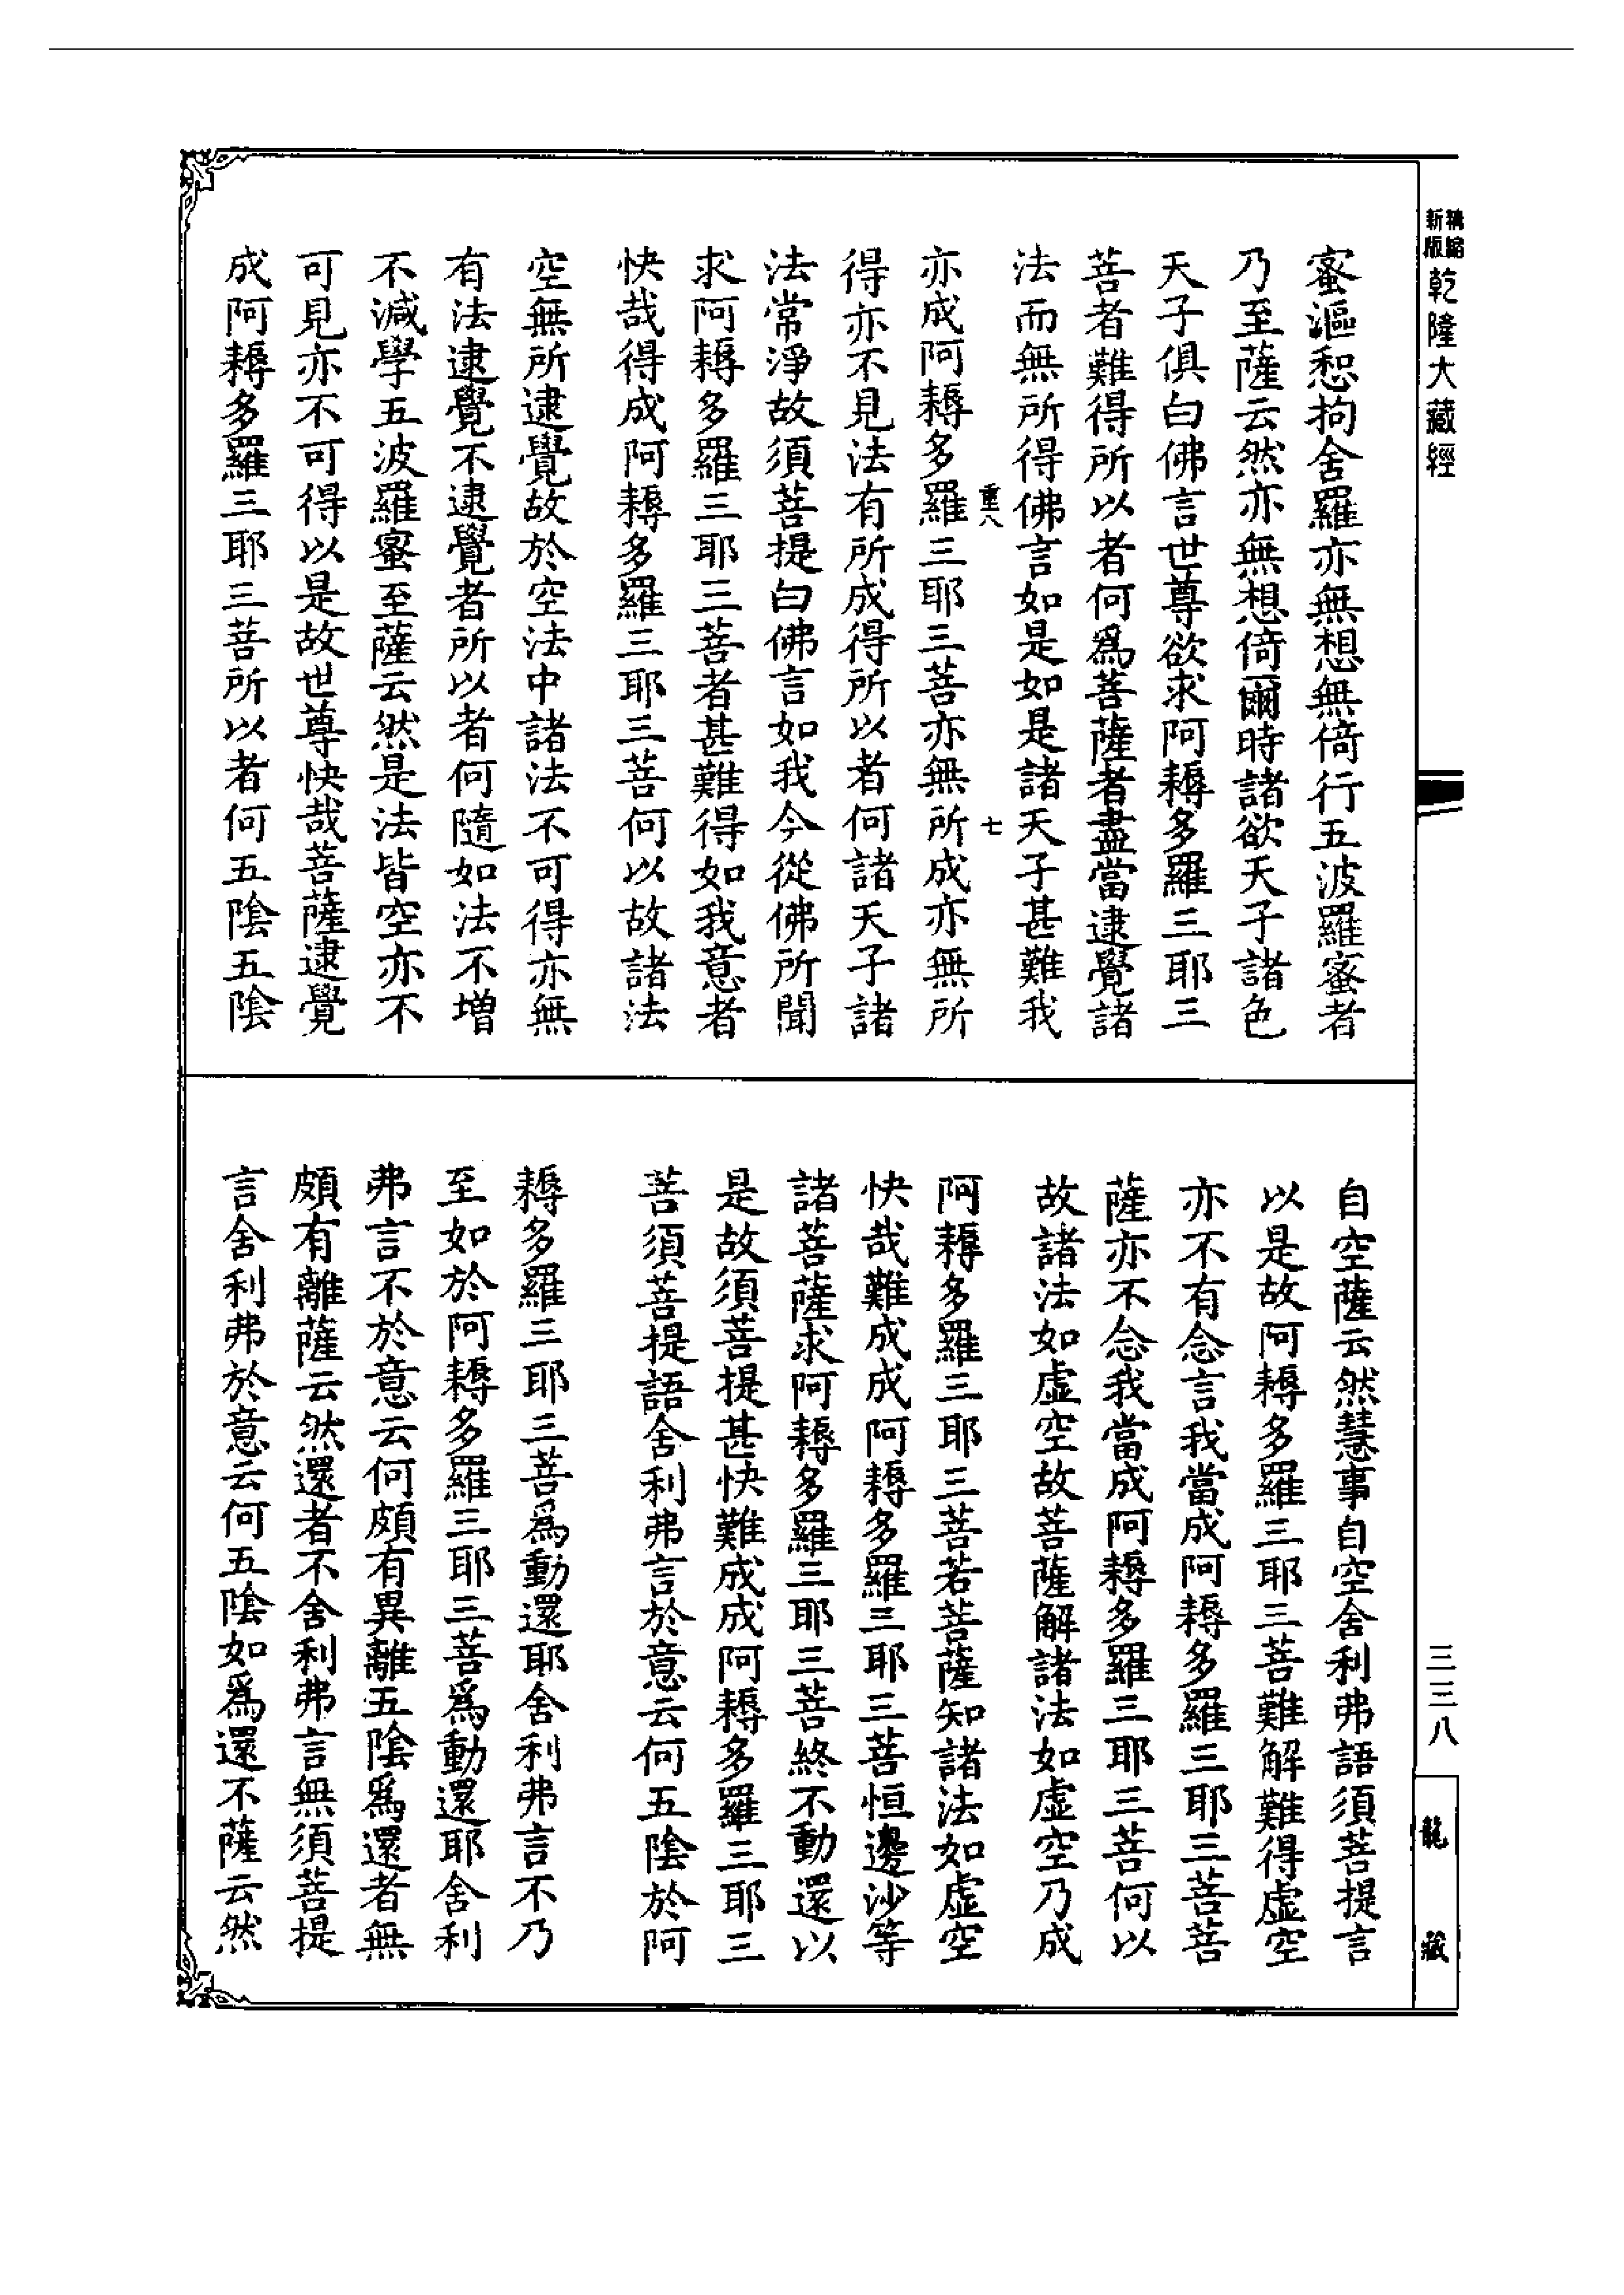 精縮
新版
乾隆大藏經
蜜漚惒拘舍羅亦無想無倚行五波羅蜜者
乃至薩云然亦無想倚爾時諸欲天子諸色
天子俱白佛言世尊欲求阿耨多羅三耶三
菩者難得所以者何爲菩薩者盡當逮覺諸
法而無所得佛言如是如是諸天子甚難我
重八
七
亦成阿耨多羅三耶三菩亦無所成亦無所
得亦不見法有所成得所以者何諸天子諸
法常淨故須菩提白佛言如我今從佛所聞
求阿耨多羅三耶三菩者甚難得如我意者
快哉得成阿耨多羅三耶三菩何以故諸法
空無所逮覺故於空法中諸法不可得亦無
有法逮覺不逮覺者所以者何隨如法不增
不減學五波羅蜜至薩云然是法皆空亦不
可見亦不可得以是故世尊快哉菩薩逮覺
成阿耨多羅三耶三菩所以者何五陰五陰
自空薩云然慧事自空舍利弗語須菩提言
以是故阿耨多羅三耶三菩難解難得虛空
亦不有念言我當成阿耨多羅三耶三菩菩
薩亦不念我當成阿耨多羅三耶三菩何以
故諸法如虛空故菩薩解諸法如虛空乃成
阿耨多羅三耶三菩若菩薩知諸法如虛空
快哉難成成阿耨多羅三耶三菩恒邊沙等
諸菩薩求阿耨多羅三耶三菩終不動還以
是故須菩提甚快難成成阿耨多羅三耶三
菩須菩提語舍利弗言於意云何五陰於阿
耨多羅三耶三菩爲動還耶舍利弗言不乃
至如於阿耨多羅三耶三菩爲動還耶舍利
弗言不於意云何頗有異離五陰爲還者無
頗有離薩云然還者不舍利弗言無須菩提
言舍利弗於意云何五陰如爲還不薩云然
三三八
龍藏